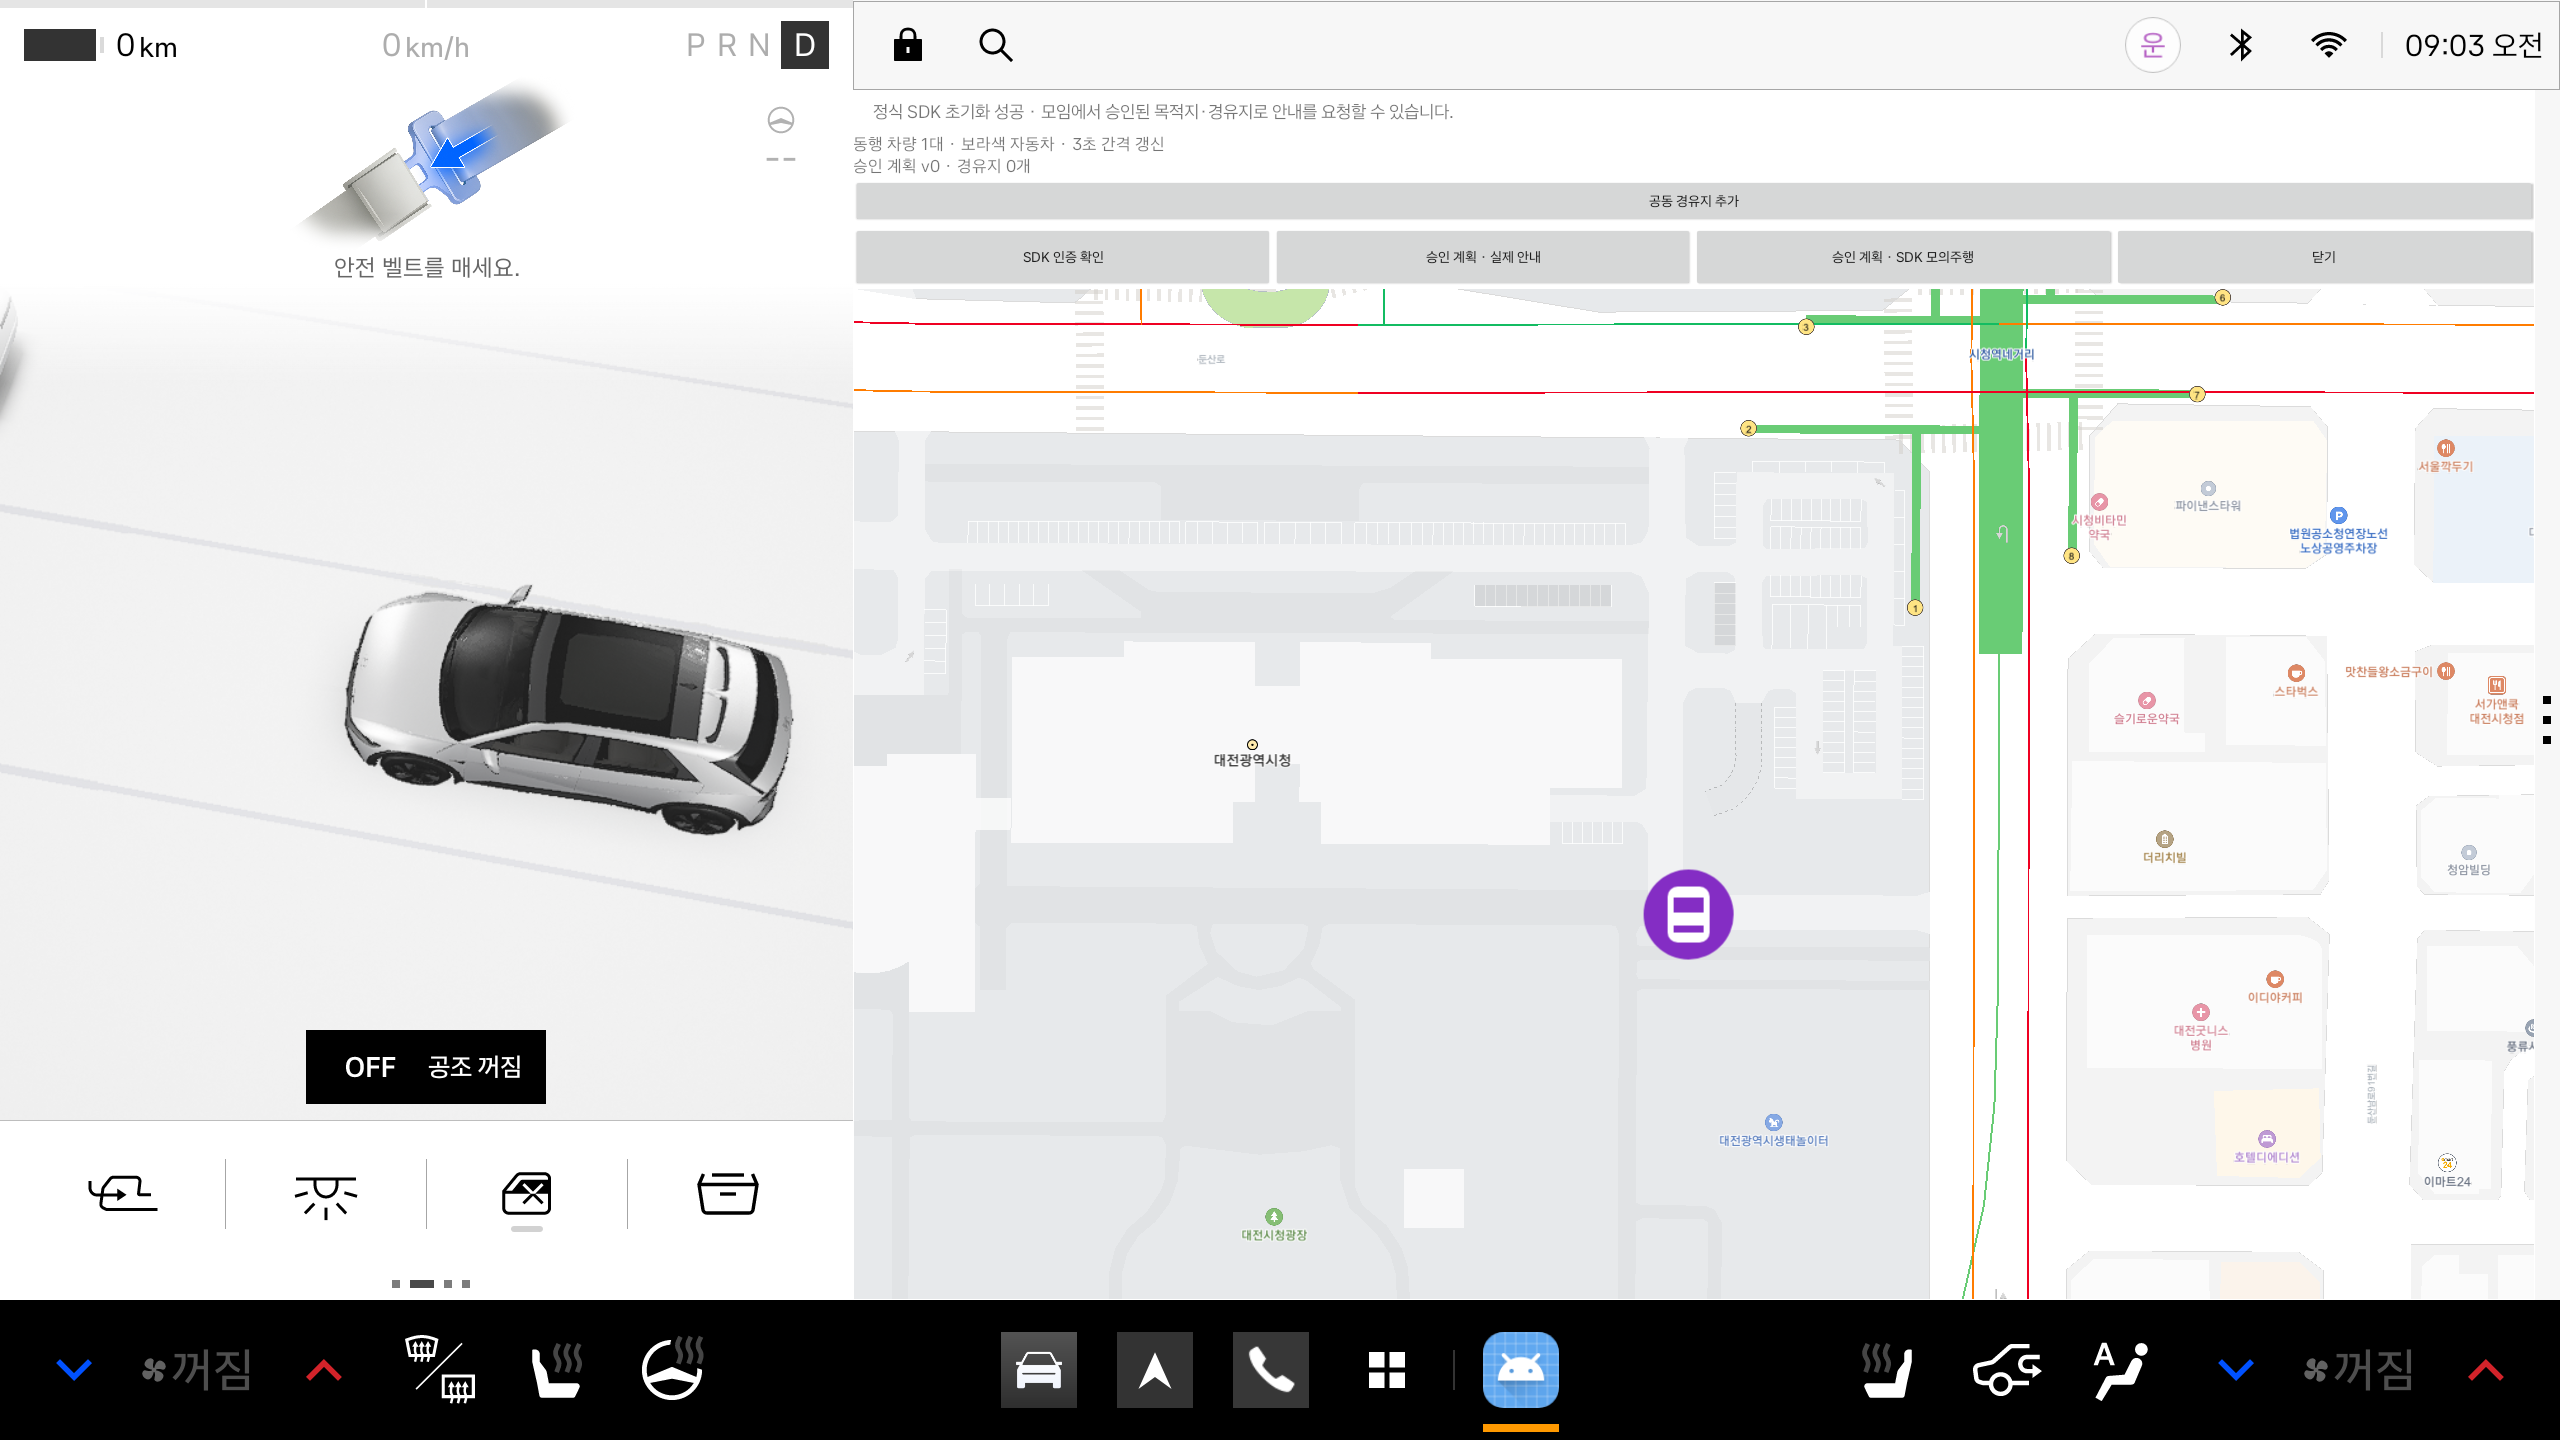 0 km
0 km/h
P R N D
운
09:03 오전
안전 벨트를 매세요.
정식 SDK 초기화 성공 · 모임에서 승인된 목적지·경유지로 안내를 요청할 수 있습니다.
동행 차량 1대 · 보라색 자동차 · 3초 간격 갱신
승인 계획 v0 · 경유지 0개
공동 경유지 추가
SDK 인증 확인
승인 계획 · 실제 안내
승인 계획 · SDK 모의주행
닫기
6
3
둔산로
시청역네거리
7
2
서울깍두기
파이낸스타워
시청비타민
약국
P
법원공소청연장노선
노상공영주차장
8
1
맛찬들왕소금구이
스타벅스
서가앤쿡
대전시청점
슬기로운약국
대전광역시청
더리치빌
청암빌딩
이디야커피
대전굿니스
병원
풍류
대전광역시생태놀이터
호텔디에디션
24
이마트24
대전시청광장
OFF 공조 꺼짐
꺼짐
A
꺼짐